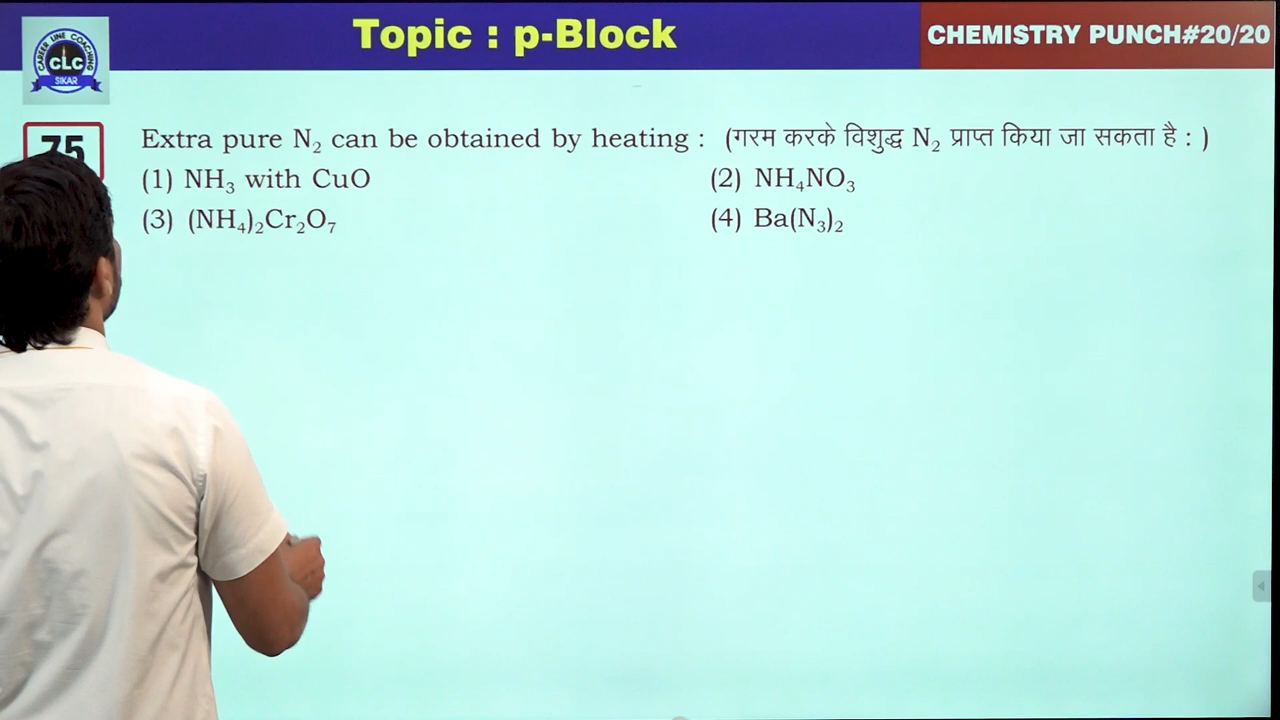 Topic : p-Block
CHEMISTRY PUNCH#20/20
CAREER LINE COACHING
CLC
SIKAR
75
Extra pure N₂ can be obtained by heating : (गरम करके विशुद्ध N₂ प्राप्त किया जा सकता है : )
(1) NH₃ with CuO (2) NH₄NO₃
(3) (NH₄)₂Cr₂O₇ (4) Ba(N₃)₂